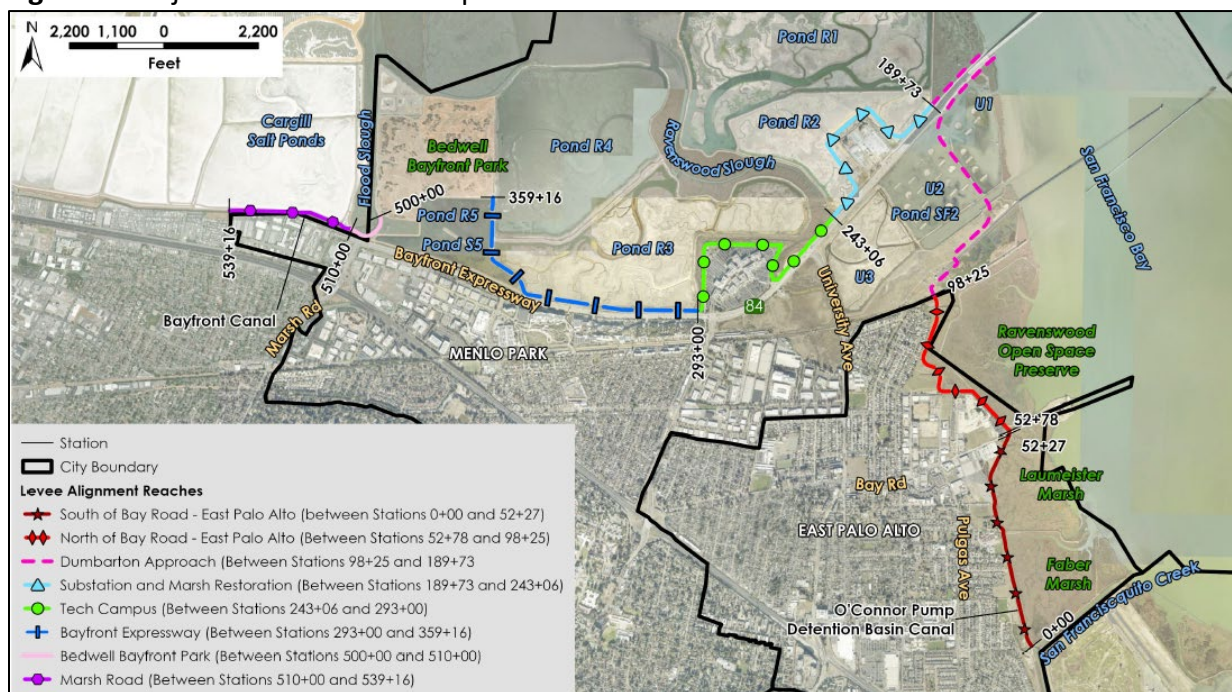 N
2,200 1,100 0 2,200
Feet
Pond R1
189+73
U1
Cargill
Salt Ponds
Flood Slough
Bedwell
Bayfront Park
Pond R4
Ravenswood Slough
Pond R2
San Francisco Bay
U2
Pond SF2
500+00
359+16
Pond R5
Pond S5
Pond R3
243+06
U3
98+25
539+16
510+00
Bayfront Expressway
84
University Ave
Bayfront Canal
Marsh Rd
MENLO PARK
293+00
Ravenswood
Open Space
Preserve
52+78
52+27
Laumeister
Marsh
Bay Rd
EAST PALO ALTO
Pulgas Ave
Faber
Marsh
O'Connor Pump
Detention Basin Canal
0+00
San Francisquito Creek
Station
City Boundary
Levee Alignment Reaches
South of Bay Road - East Palo Alto (between Stations 0+00 and 52+27)
North of Bay Road - East Palo Alto (Between Stations 52+78 and 98+25)
Dumbarton Approach (Between Stations 98+25 and 189+73
Substation and Marsh Restoration (Between Stations 189+73 and 243+06)
Tech Campus (Between Stations 243+06 and 293+00)
Bayfront Expressway (Between Stations 293+00 and 359+16)
Bedwell Bayfront Park (Between Stations 500+00 and 510+00)
Marsh Road (Between Stations 510+00 and 539+16)